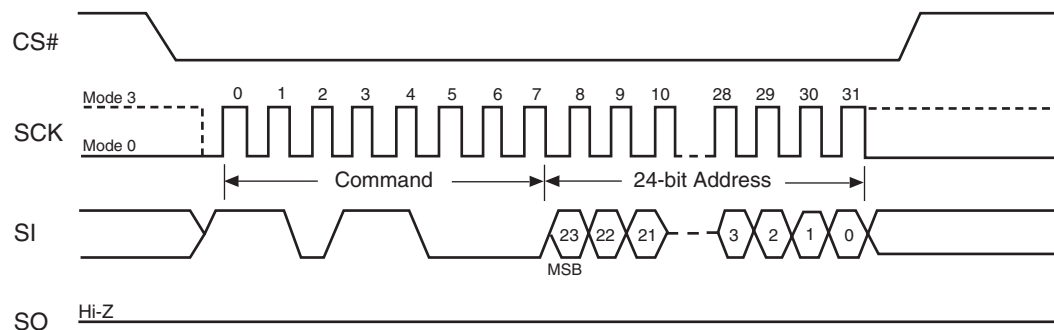 CS#
Mode 3
0 1 2 3 4 5 6 7 8 9 10 28 29 30 31
SCK
Mode 0
Command
24-bit Address
SI
23 22 21 3 2 1 0
MSB
Hi-Z
SO